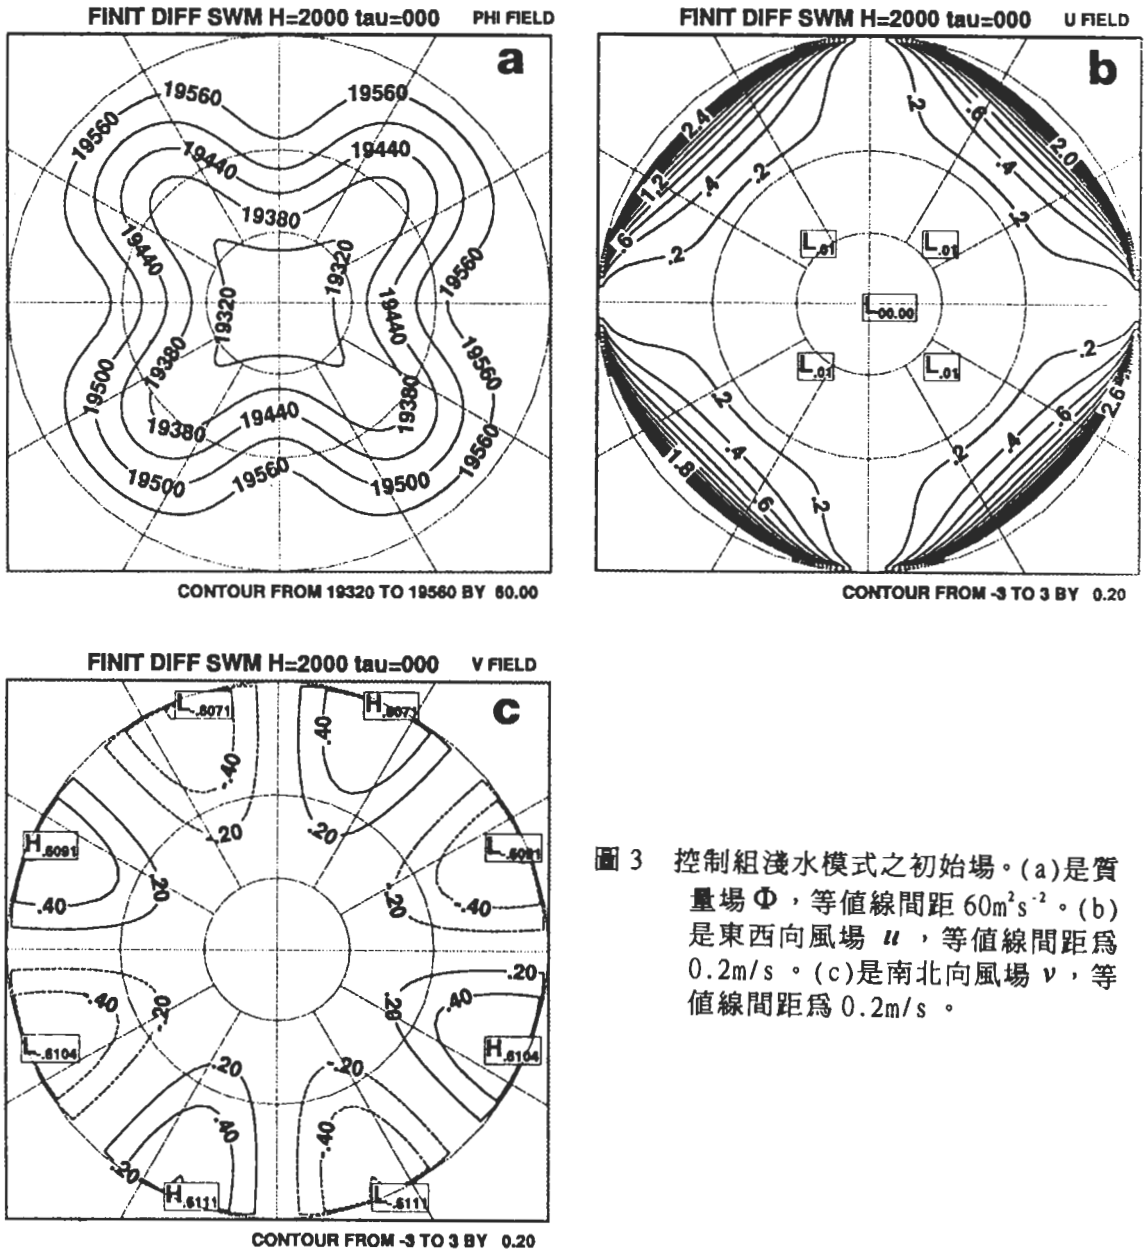 FINIT DIFF SWM H=2000 tau=000 PHI FIELD
a
19560
19560
19560
19440
19440
19380
19440
19320
19560
19320
19440
19380
19500
19560
19380
19440
19380
19560
19500
19560
19500
CONTOUR FROM 19320 TO 19560 BY 60.00
FINIT DIFF SWM H=2000 tau=000 U FIELD
b
2.4
.2
.6
2.0
1.2
.4
.2
.4
.2
.6
.2
L.01
L.01
L00.00
L.01
L.01
.2
.2
2.6
.6
.4
.2
1.8
.4
.6
.2
CONTOUR FROM -3 TO 3 BY 0.20
FINIT DIFF SWM H=2000 tau=000 V FIELD
c
L-.6071
H.6071
.40
-.40
-.20
.20
H.6091
L-.6091
.20
-.20
.40
-.40
.20
-.40
-.20
.20
.40
L-.6104
H.6104
.20
-.20
.40
-.40
.20
H.6111
L-.6111
CONTOUR FROM -3 TO 3 BY 0.20
圖 3 控制組淺水模式之初始場。(a)是質
量場Φ，等值線間距 60m²s⁻²。(b)
是東西向風場 u ，等值線間距為
0.2m/s 。(c)是南北向風場 ν，等
值線間距為 0.2m/s 。